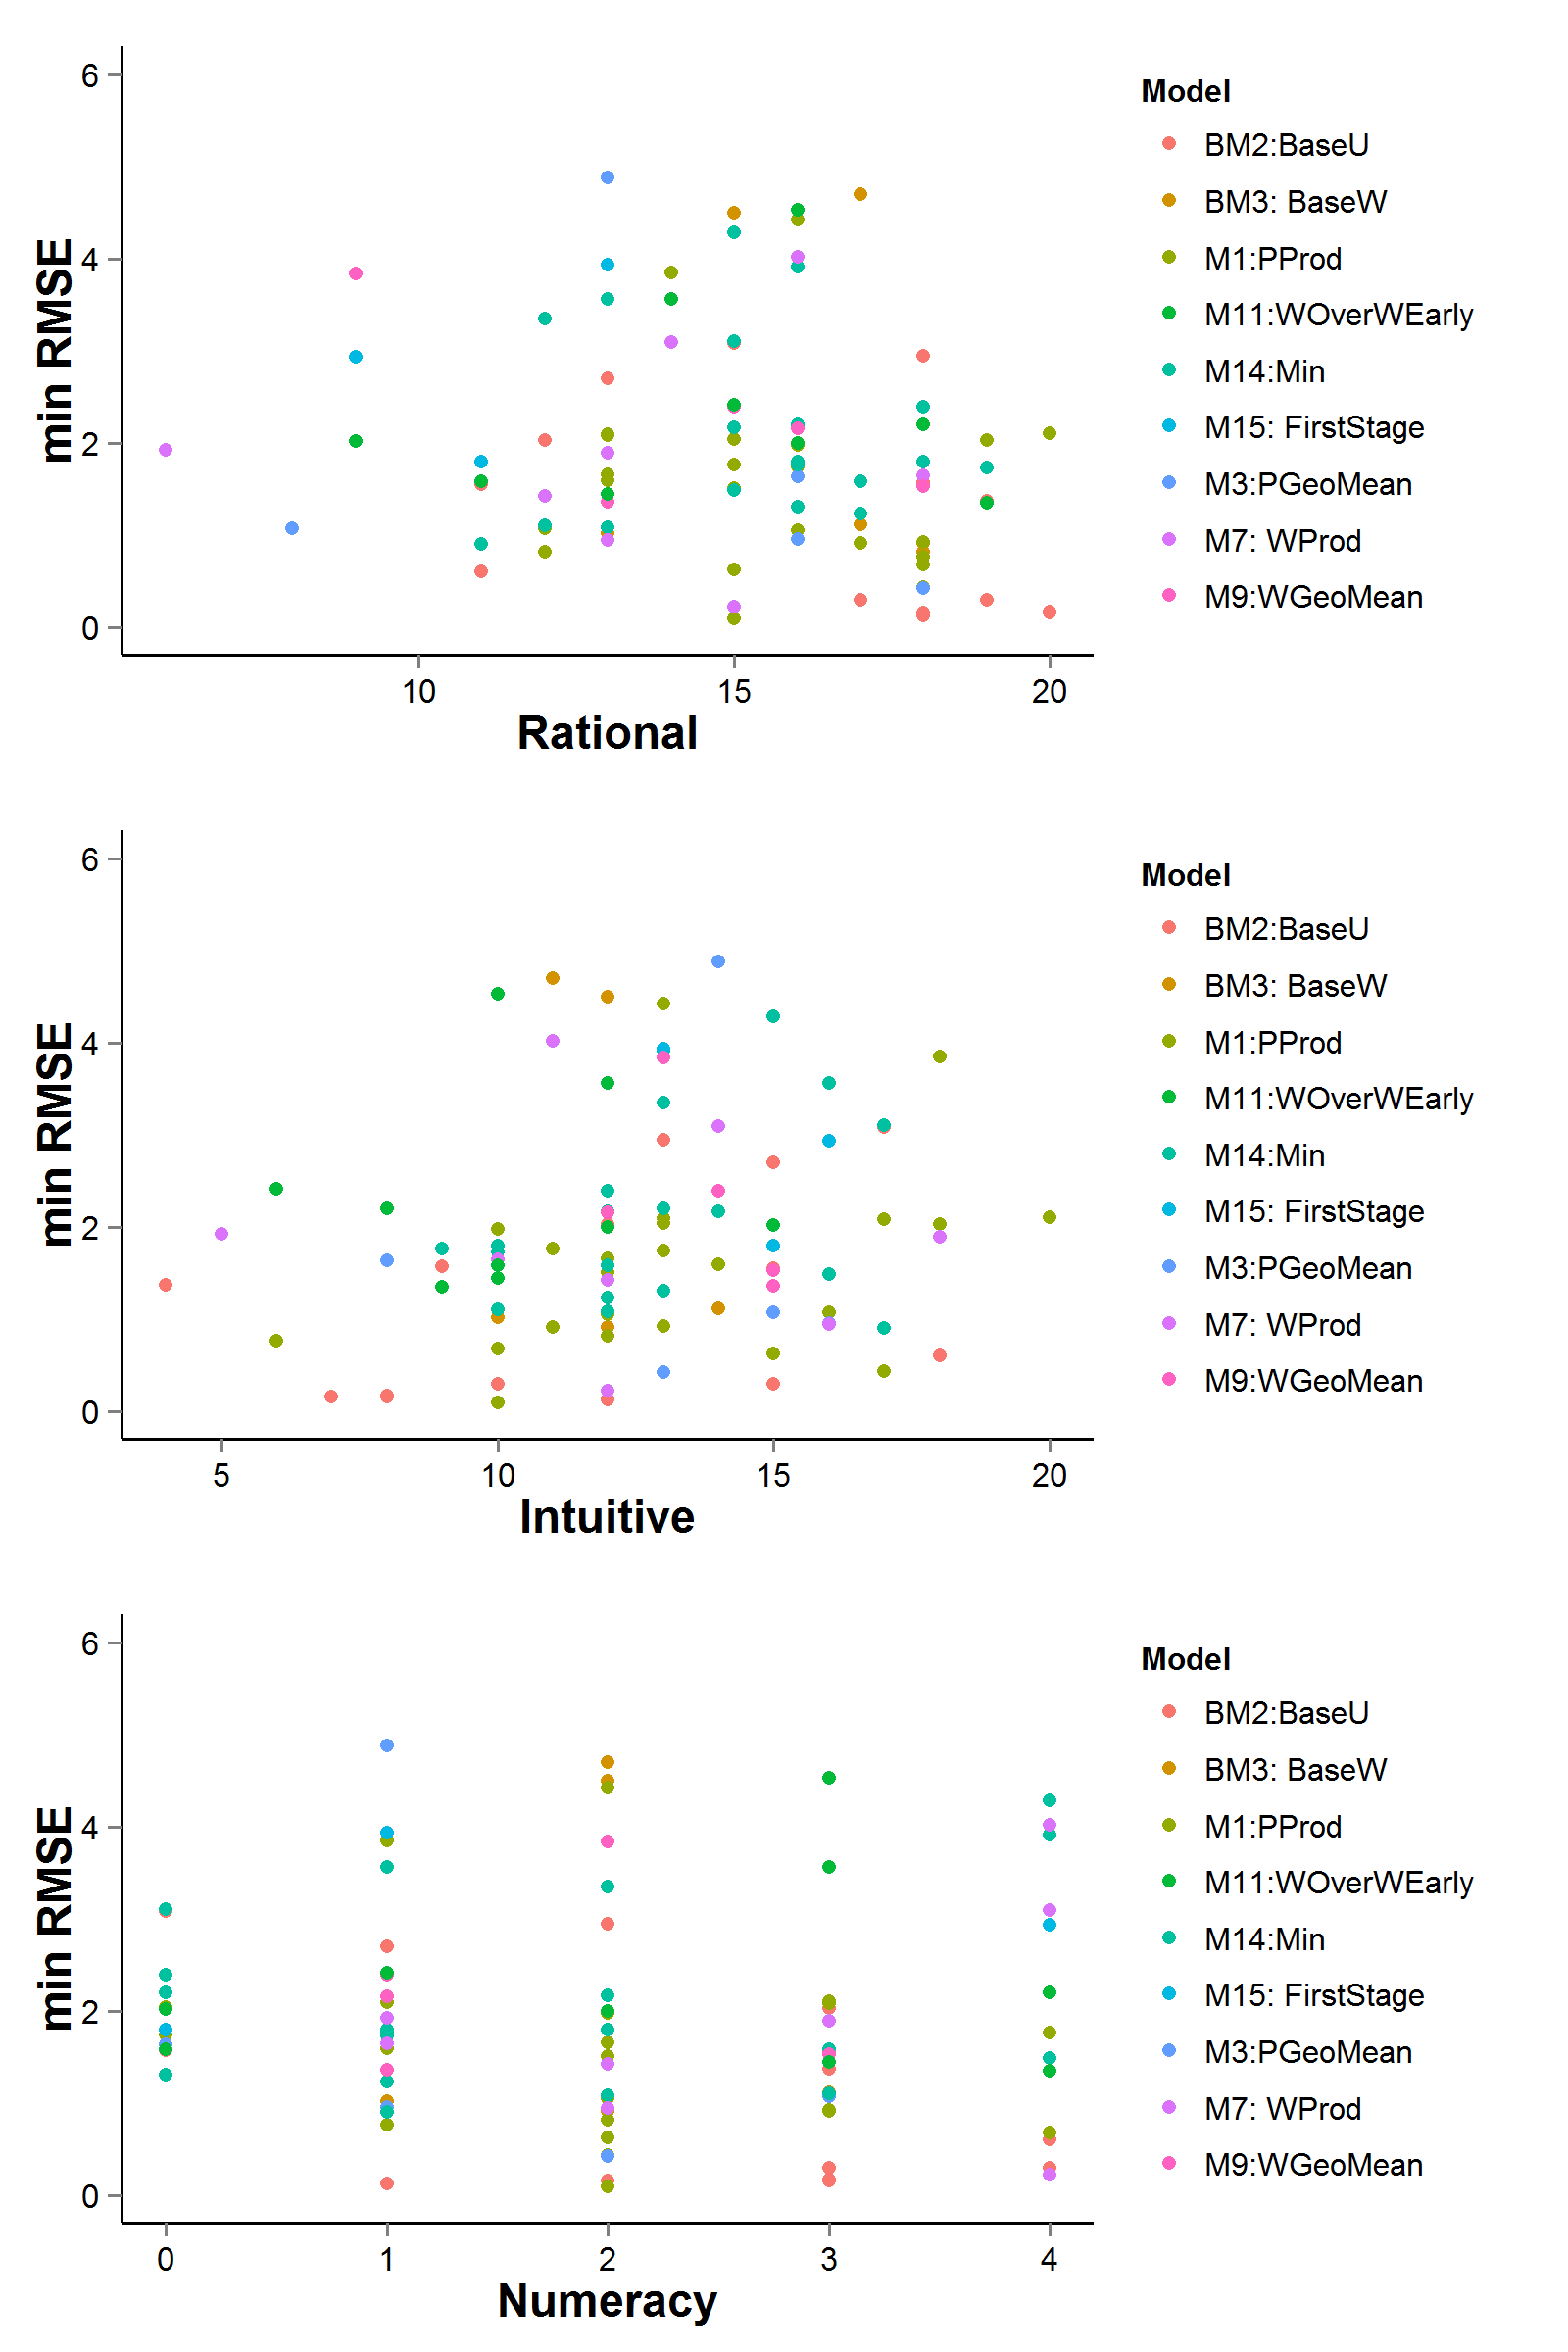 min RMSE
6
4
2
0
10
15
20
Rational
Model
BM2:BaseU
BM3: BaseW
M1:PProd
M11:WOverWEarly
M14:Min
M15: FirstStage
M3:PGeoMean
M7: WProd
M9:WGeoMean
min RMSE
6
4
2
0
5
10
15
20
Intuitive
Model
BM2:BaseU
BM3: BaseW
M1:PProd
M11:WOverWEarly
M14:Min
M15: FirstStage
M3:PGeoMean
M7: WProd
M9:WGeoMean
min RMSE
6
4
2
0
0
1
2
3
4
Numeracy
Model
BM2:BaseU
BM3: BaseW
M1:PProd
M11:WOverWEarly
M14:Min
M15: FirstStage
M3:PGeoMean
M7: WProd
M9:WGeoMean